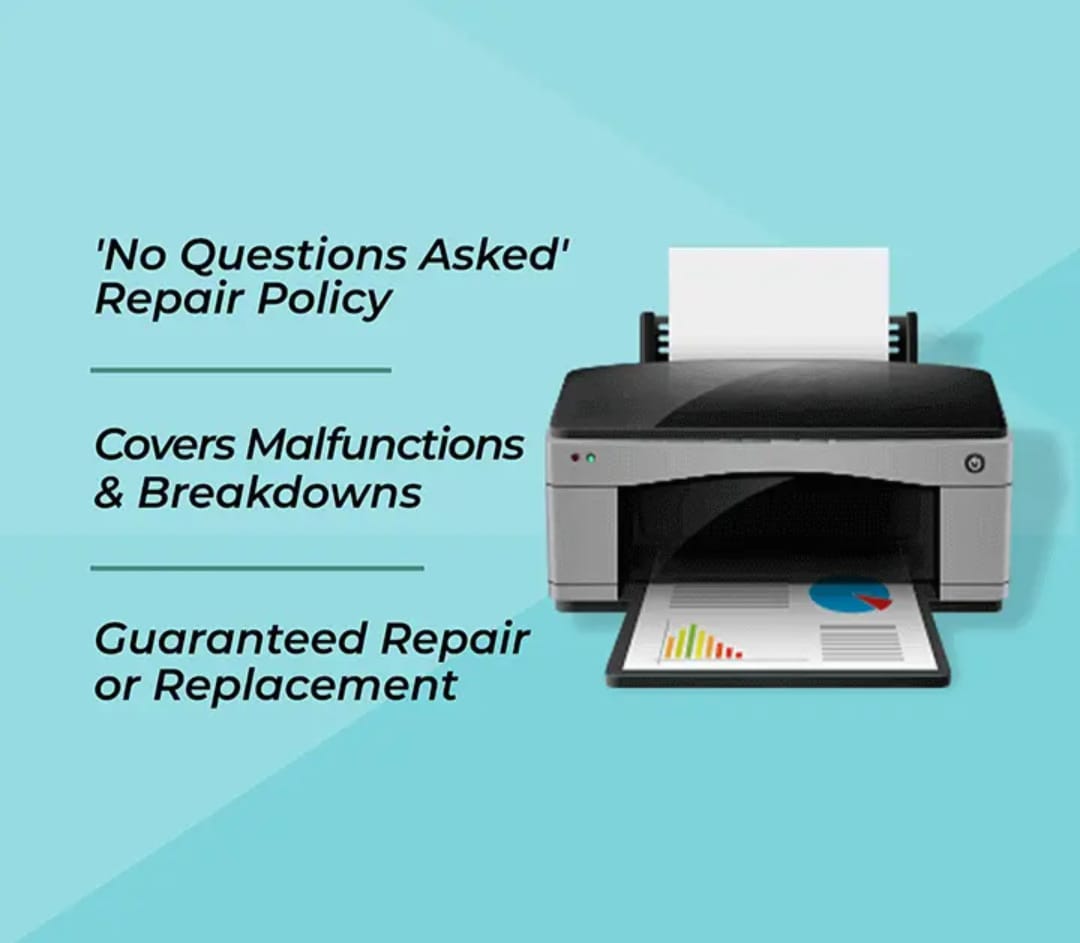 'No Questions Asked'
Repair Policy
Covers Malfunctions
& Breakdowns
Guaranteed Repair
or Replacement